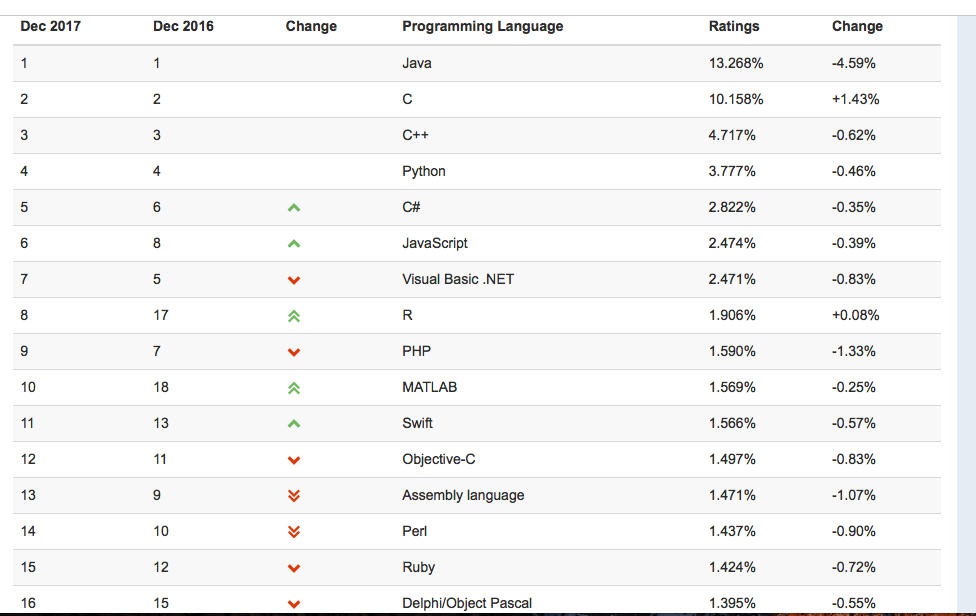 Dec 2017 Dec 2016 Change Programming Language Ratings Change
1 1 Java 13.268% -4.59%
2 2 C 10.158% +1.43%
3 3 C++ 4.717% -0.62%
4 4 Python 3.777% -0.46%
5 6 C# 2.822% -0.35%
6 8 JavaScript 2.474% -0.39%
7 5 Visual Basic .NET 2.471% -0.83%
8 17 R 1.906% +0.08%
9 7 PHP 1.590% -1.33%
10 18 MATLAB 1.569% -0.25%
11 13 Swift 1.566% -0.57%
12 11 Objective-C 1.497% -0.83%
13 9 Assembly language 1.471% -1.07%
14 10 Perl 1.437% -0.90%
15 12 Ruby 1.424% -0.72%
16 15 Delphi/Object Pascal 1.395% -0.55%